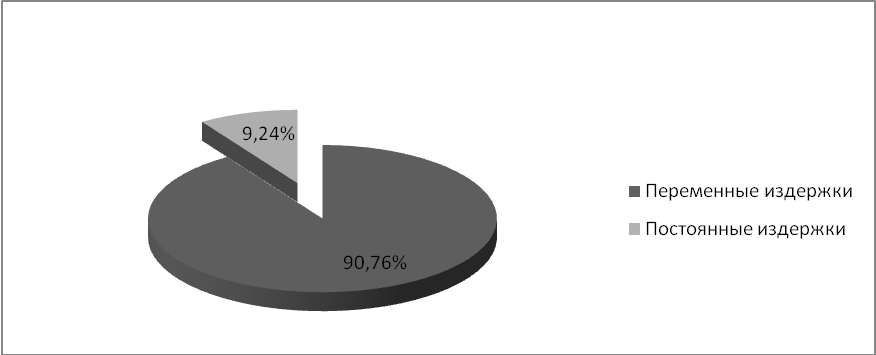 9,24%
90,76%
Переменные издержки
Постоянные издержки